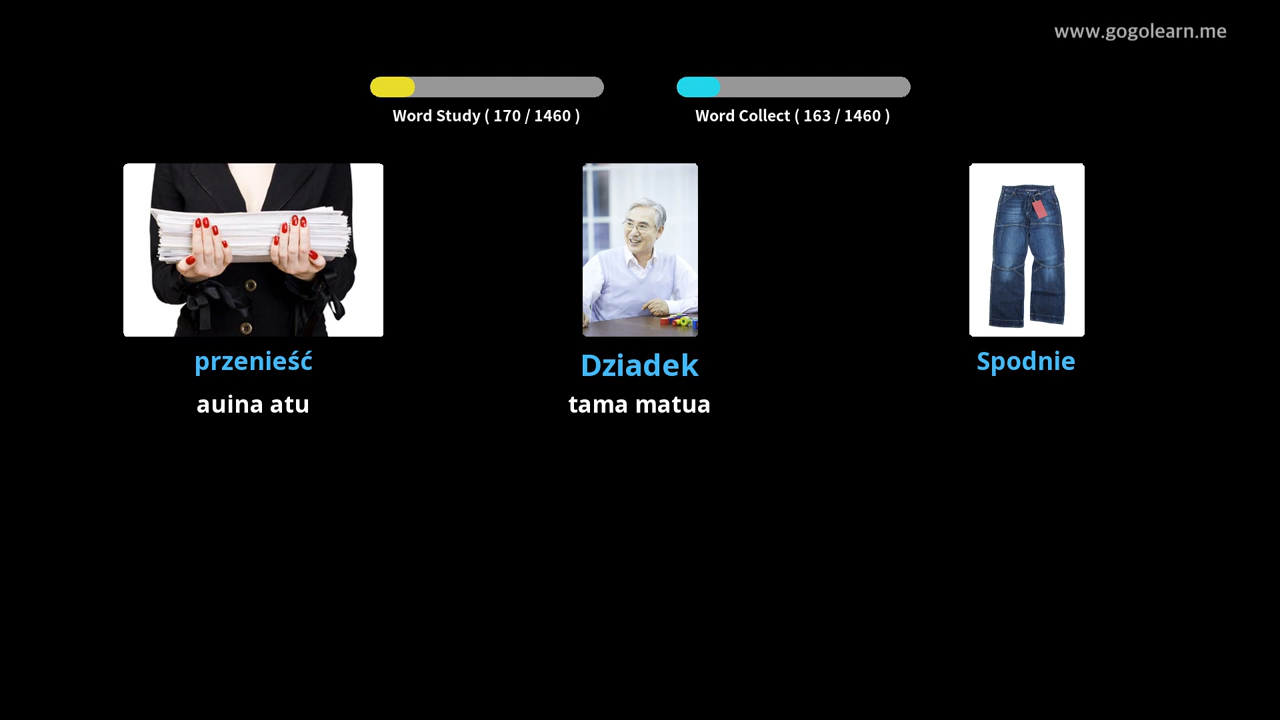 www.gogolearn.me
Word Study ( 170 / 1460 )
Word Collect ( 163 / 1460 )
przenieść
auina atu
Dziadek
tama matua
Spodnie